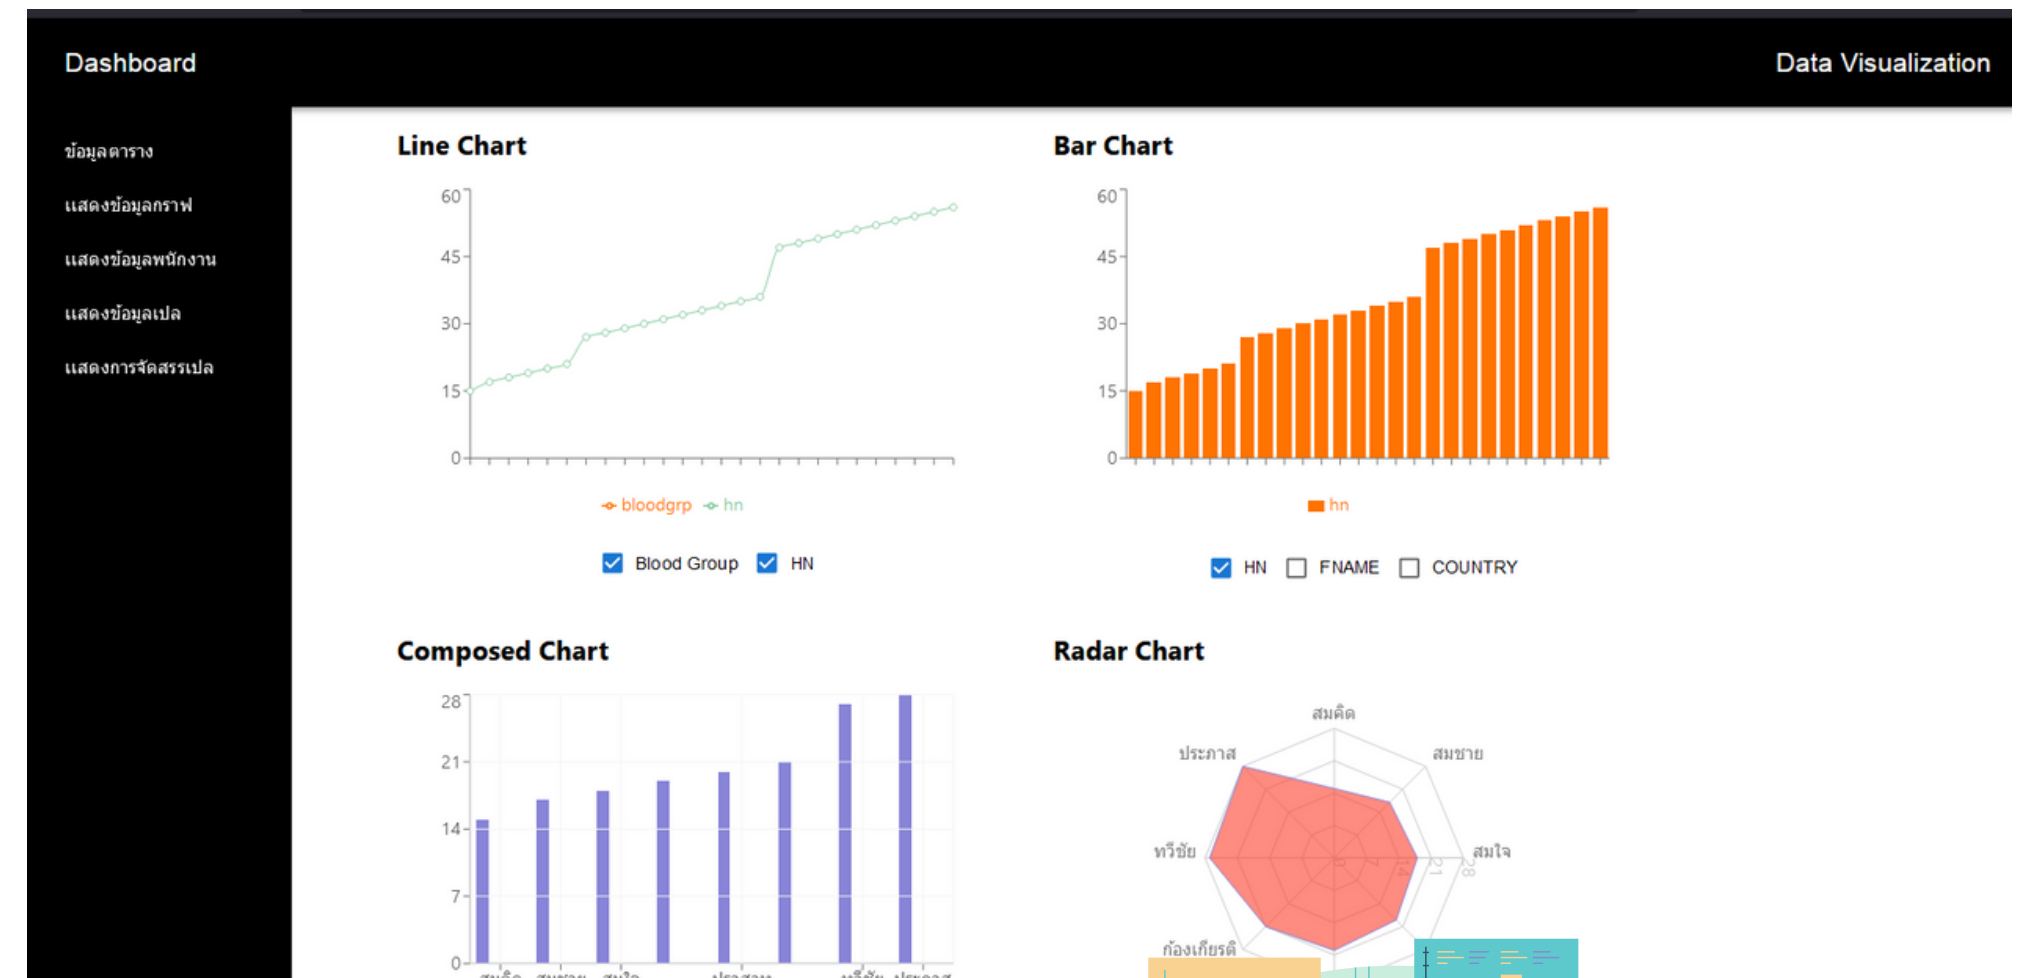 Dashboard
Data Visualization
ข้อมูลตาราง
แสดงข้อมูลกราฟ
แสดงข้อมูลพนักงาน
แสดงข้อมูลเปล
แสดงการจัดสรรเปล
Line Chart
60
45
30
15
0
bloodgrp hn
Blood Group HN
Bar Chart
60
45
30
15
0
hn
HN FNAME COUNTRY
Composed Chart
28
21
14
7
0
Radar Chart
สมคิด
ประภาส
สมชาย
ทวีชัย
สมใจ
0 7 14 21 28
ก้องเกียรติ